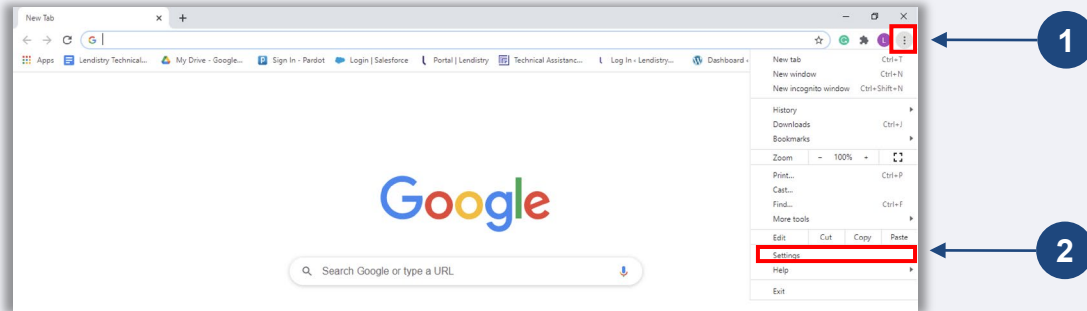 New Tab
1
Apps Lendistry Technical... My Drive - Google... Sign In - Pardot Login | Salesforce Portal | Lendistry Technical Assistanc... Log In ‹ Lendistry... Dashboard ‹
New tab Ctrl+T
New window Ctrl+N
New incognito window Ctrl+Shift+N
History
Downloads Ctrl+J
Bookmarks
Zoom - 100% +
Print... Ctrl+P
Cast...
Find... Ctrl+F
More tools
Edit Cut Copy Paste
Settings
2
Help
Exit
Google
Search Google or type a URL